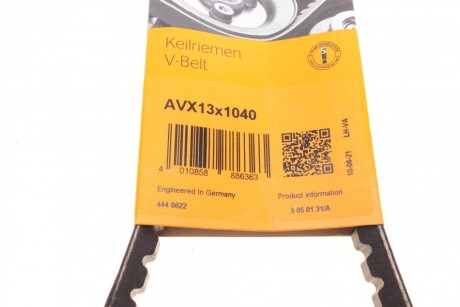 Keilriemen
V-Belt
AVX13x1040
4 010858 886363
Engineered in Germany
Product information
444 6622
5 05 01 31/A
LH-VA
10-06-21